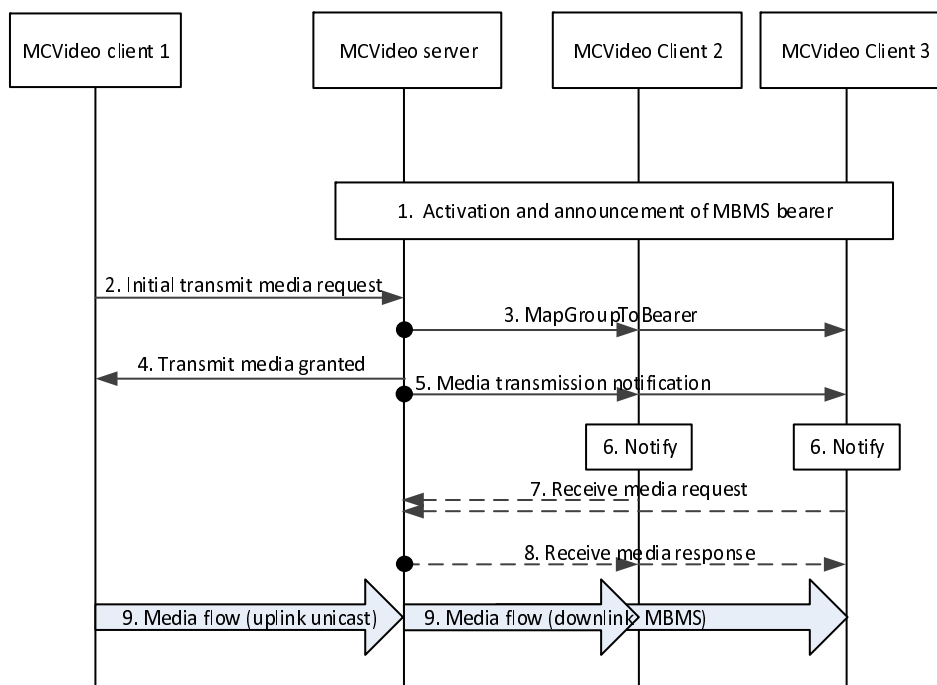 MCVideo client 1
MCVideo server
MCVideo Client 2
MCVideo Client 3
1. Activation and announcement of MBMS bearer
2. Initial transmit media request
3. MapGroupToBearer
4. Transmit media granted
5. Media transmission notification
6. Notify
6. Notify
7. Receive media request
8. Receive media response
9. Media flow (uplink unicast)
9. Media flow (downlink MBMS)